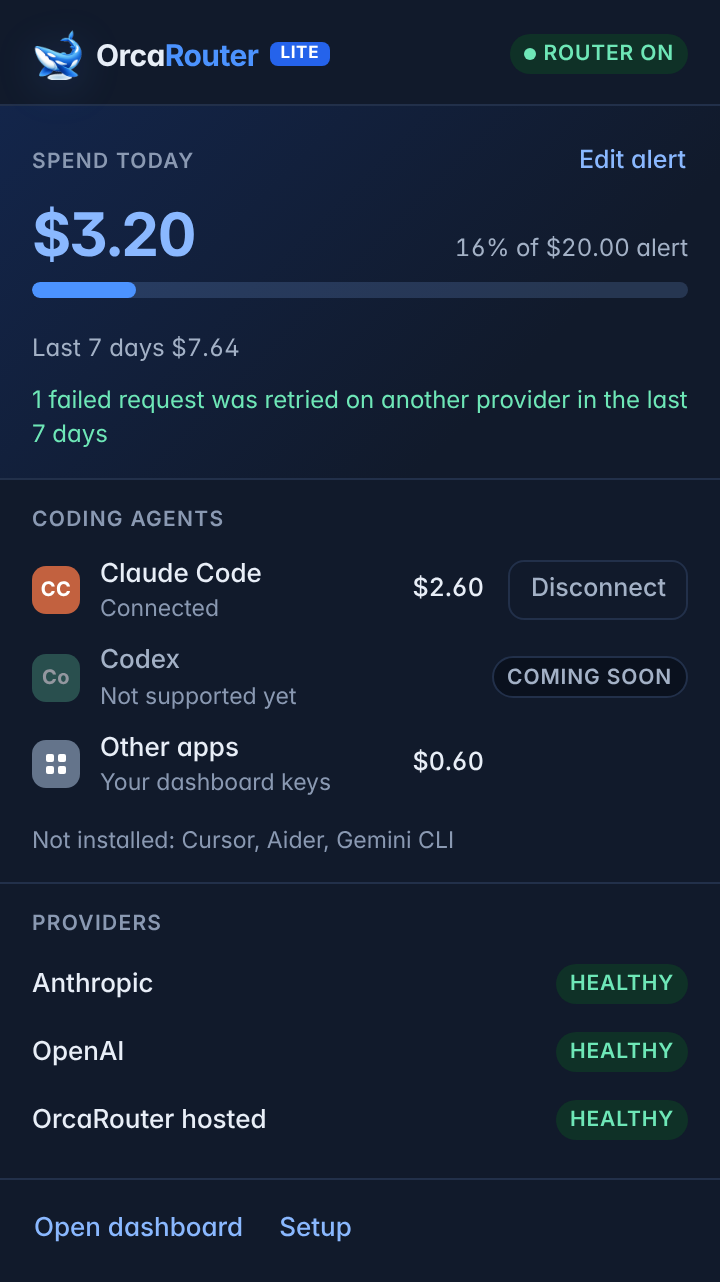 OrcaRouter LITE
ROUTER ON
SPEND TODAY
Edit alert
$3.20
16% of $20.00 alert
Last 7 days $7.64
1 failed request was retried on another provider in the last
7 days
CODING AGENTS
CC
Claude Code
Connected
$2.60
Disconnect
Co
Codex
Not supported yet
COMING SOON
Other apps
Your dashboard keys
$0.60
Not installed: Cursor, Aider, Gemini CLI
PROVIDERS
Anthropic
HEALTHY
OpenAI
HEALTHY
OrcaRouter hosted
HEALTHY
Open dashboard
Setup